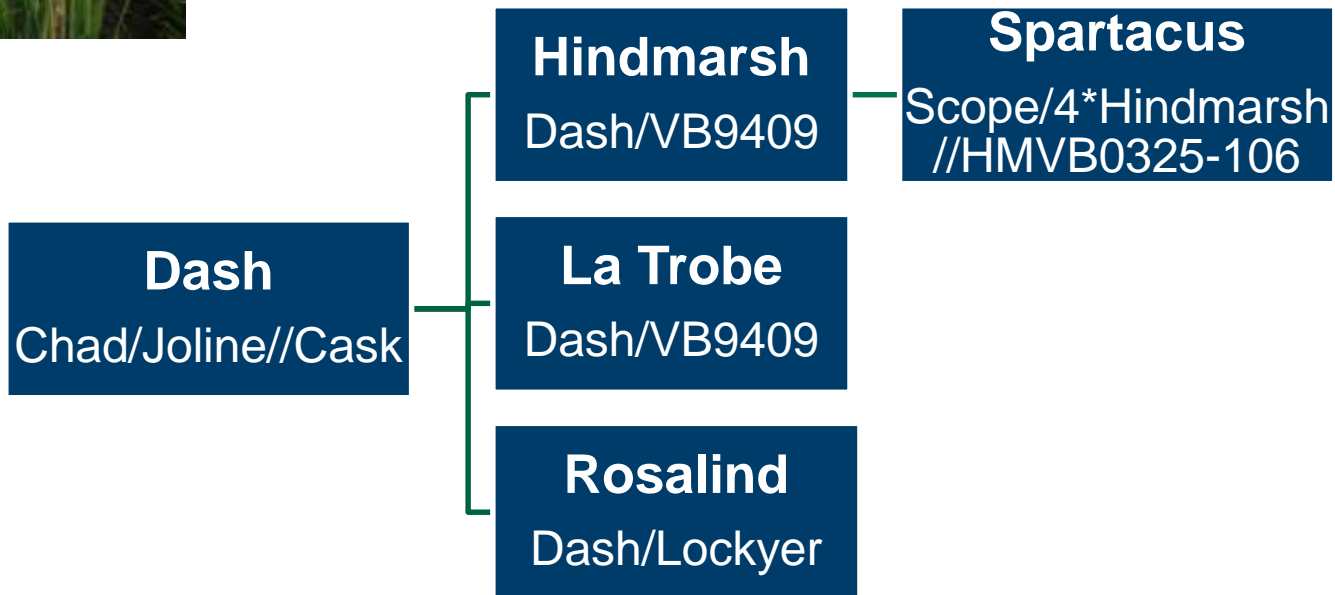 Dash
Chad/Joline//Cask
Hindmarsh
Dash/VB9409
La Trobe
Dash/VB9409
Rosalind
Dash/Lockyer
Spartacus
Scope/4*Hindmarsh
//HMVB0325-106